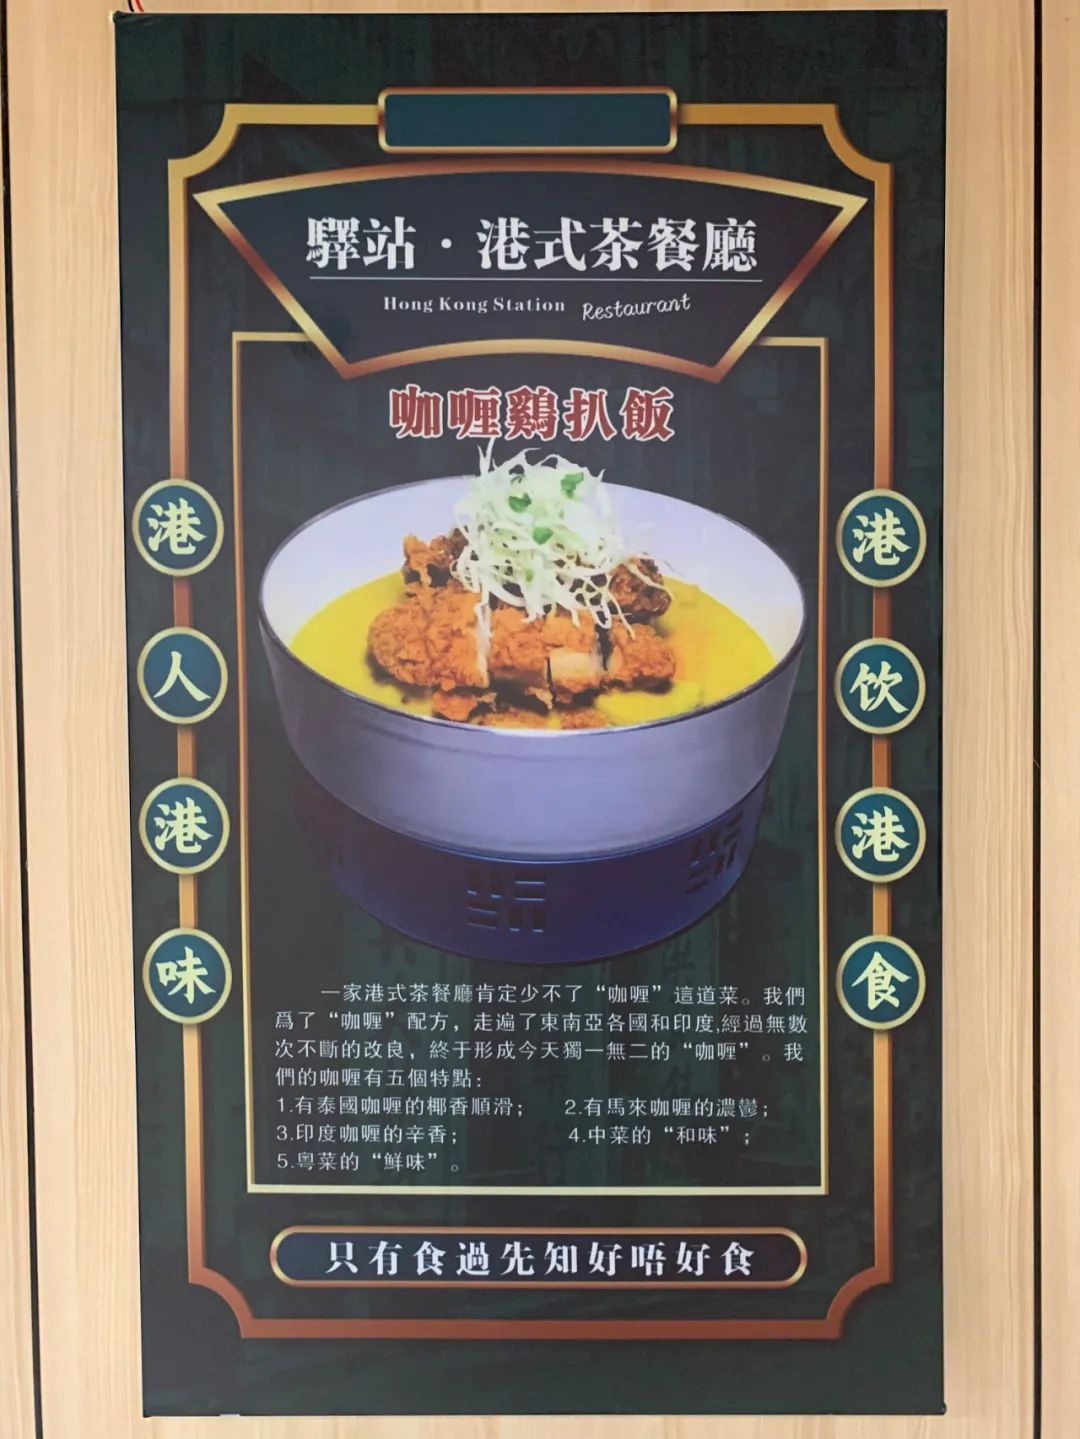 驛站·港式茶餐廳
Hong Kong Station Restaurant
咖喱鷄扒飯
港人港味
港饮港食
一家港式茶餐廳肯定少不了“咖喱”這道菜。我們
爲了“咖喱”配方，走遍了東南亞各國和印度,經過無數
次不斷的改良，終于形成今天獨一無二的“咖喱”。我
們的咖喱有五個特點：
1.有泰國咖喱的椰香順滑； 2.有馬來咖喱的濃鬱；
3.印度咖喱的辛香； 4.中菜的“和味”；
5.粵菜的“鮮味”。
只有食過先知好唔好食